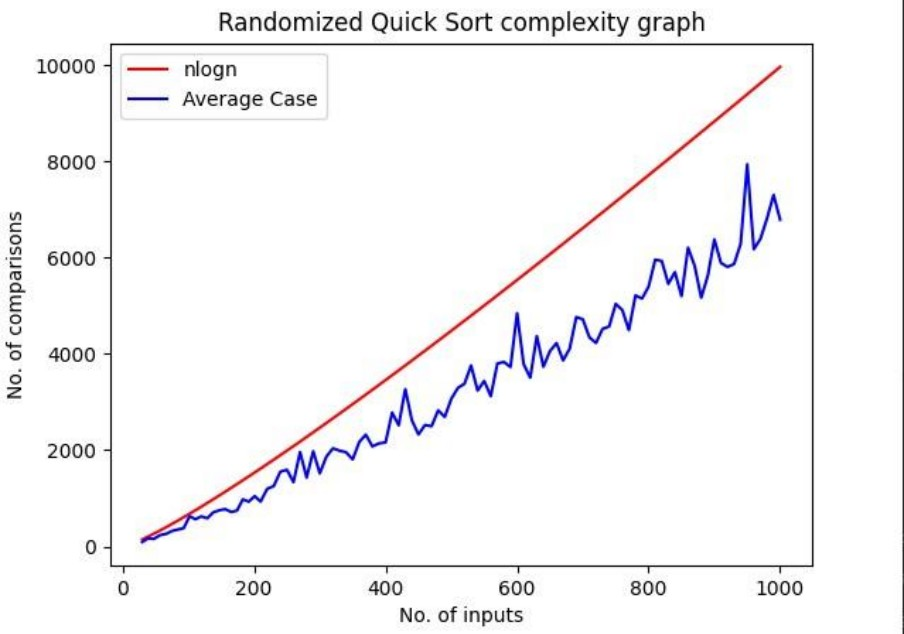 Randomized Quick Sort complexity graph
nlogn
Average Case
10000
8000
6000
4000
2000
0
No. of comparisons
0 200 400 600 800 1000
No. of inputs